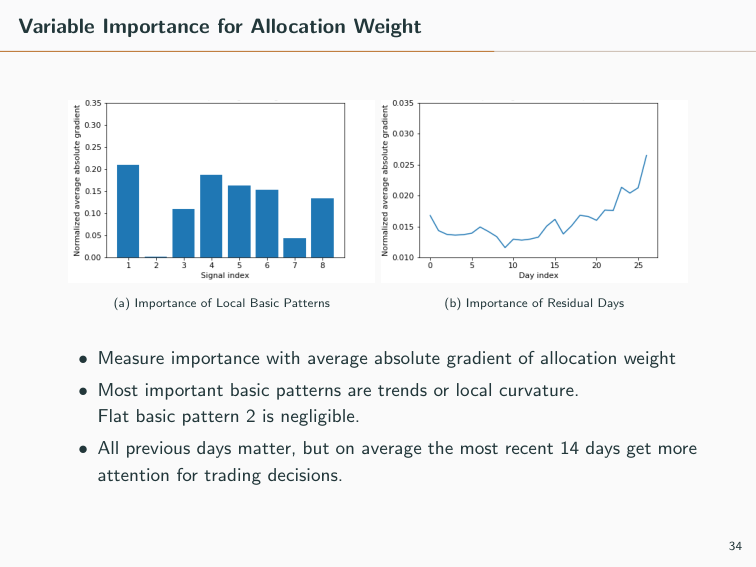 Variable Importance for Allocation Weight
Normalized average absolute gradient
0.35
0.30
0.25
0.20
0.15
0.10
0.05
0.00
1 2 3 4 5 6 7 8
Signal index
Normalized average absolute gradient
0.035
0.030
0.025
0.020
0.015
0.010
0 5 10 15 20 25
Day index
(a) Importance of Local Basic Patterns
(b) Importance of Residual Days
• Measure importance with average absolute gradient of allocation weight
• Most important basic patterns are trends or local curvature.
Flat basic pattern 2 is negligible.
• All previous days matter, but on average the most recent 14 days get more
attention for trading decisions.
34